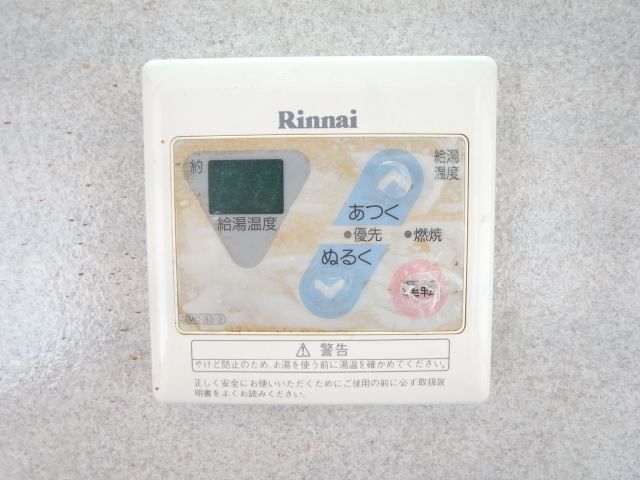 Rinnai
約
給湯温度
給湯
温度
あつく
●優先 ●燃焼
ぬるく
MC-33-2
⚠ 警告
やけど防止のため、お湯を使う前に湯温を確かめてください。
正しく安全にお使いいただくためにご使用の前に必ず取扱説
明書をよくお読みください。